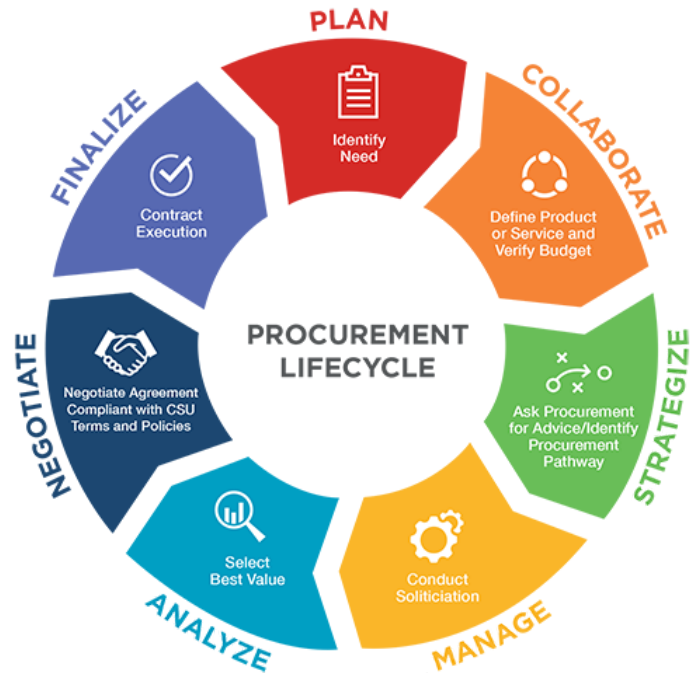 PLAN
Identify
Need
COLLABORATE
Define Product
or Service and
Verify Budget
STRATEGIZE
Ask Procurement
for Advice/Identify
Procurement
Pathway
MANAGE
Conduct
Soliticiation
ANALYZE
Select
Best Value
NEGOTIATE
Negotiate Agreement
Compliant with CSU
Terms and Policies
FINALIZE
Contract
Execution
PROCUREMENT
LIFECYCLE